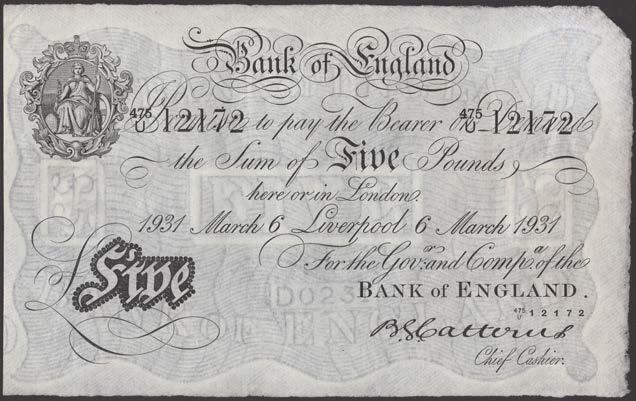 Bank of England
475/U 12172 475/U 12172
Promise to pay the Bearer on Demand
the Sum of Five Pounds
here or in London.
1931 March 6 Liverpool 6 March 1931
For the Govr. and Compa. of the
£Five
BANK of ENGLAND.
475/U 12172
B G Catterns
Chief Cashier.